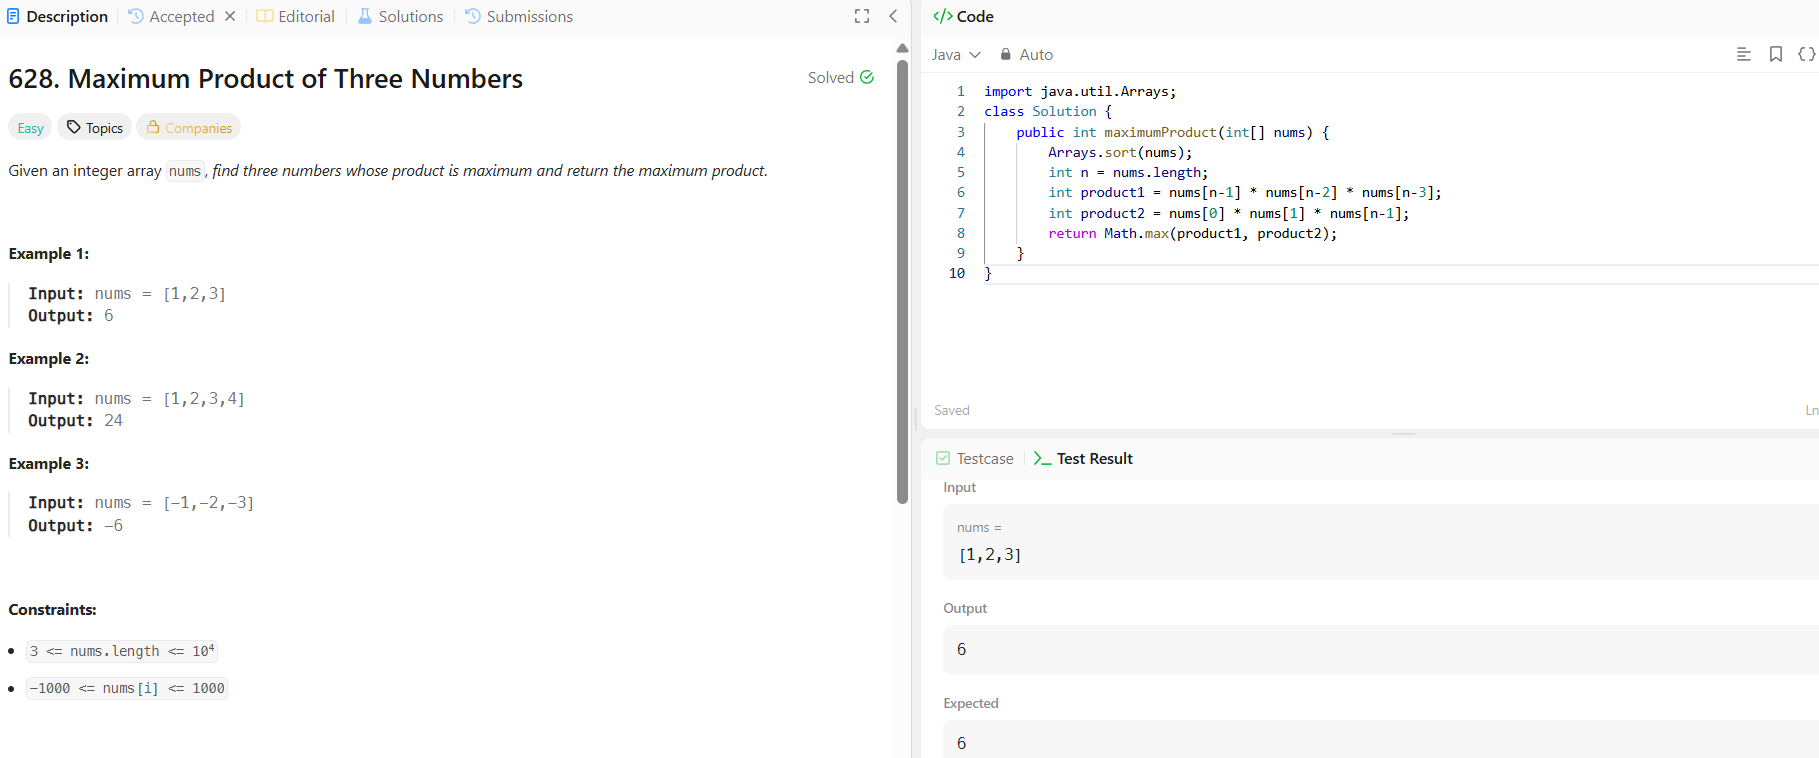 Description
Accepted
Editorial
Solutions
Submissions
628. Maximum Product of Three Numbers
Solved
Easy
Topics
Companies
Given an integer array nums, find three numbers whose product is maximum and return the maximum product.
Example 1:
Input: nums = [1,2,3]
Output: 6
Example 2:
Input: nums = [1,2,3,4]
Output: 24
Example 3:
Input: nums = [-1,-2,-3]
Output: -6
Constraints:
3 <= nums.length <= 10⁴
-1000 <= nums[i] <= 1000
</> Code
Java
Auto
1 import java.util.Arrays;
2 class Solution {
3 public int maximumProduct(int[] nums) {
4 Arrays.sort(nums);
5 int n = nums.length;
6 int product1 = nums[n-1] * nums[n-2] * nums[n-3];
7 int product2 = nums[0] * nums[1] * nums[n-1];
8 return Math.max(product1, product2);
9 }
10 }
Saved
Ln
Testcase
Test Result
Input
nums =
[1,2,3]
Output
6
Expected
6